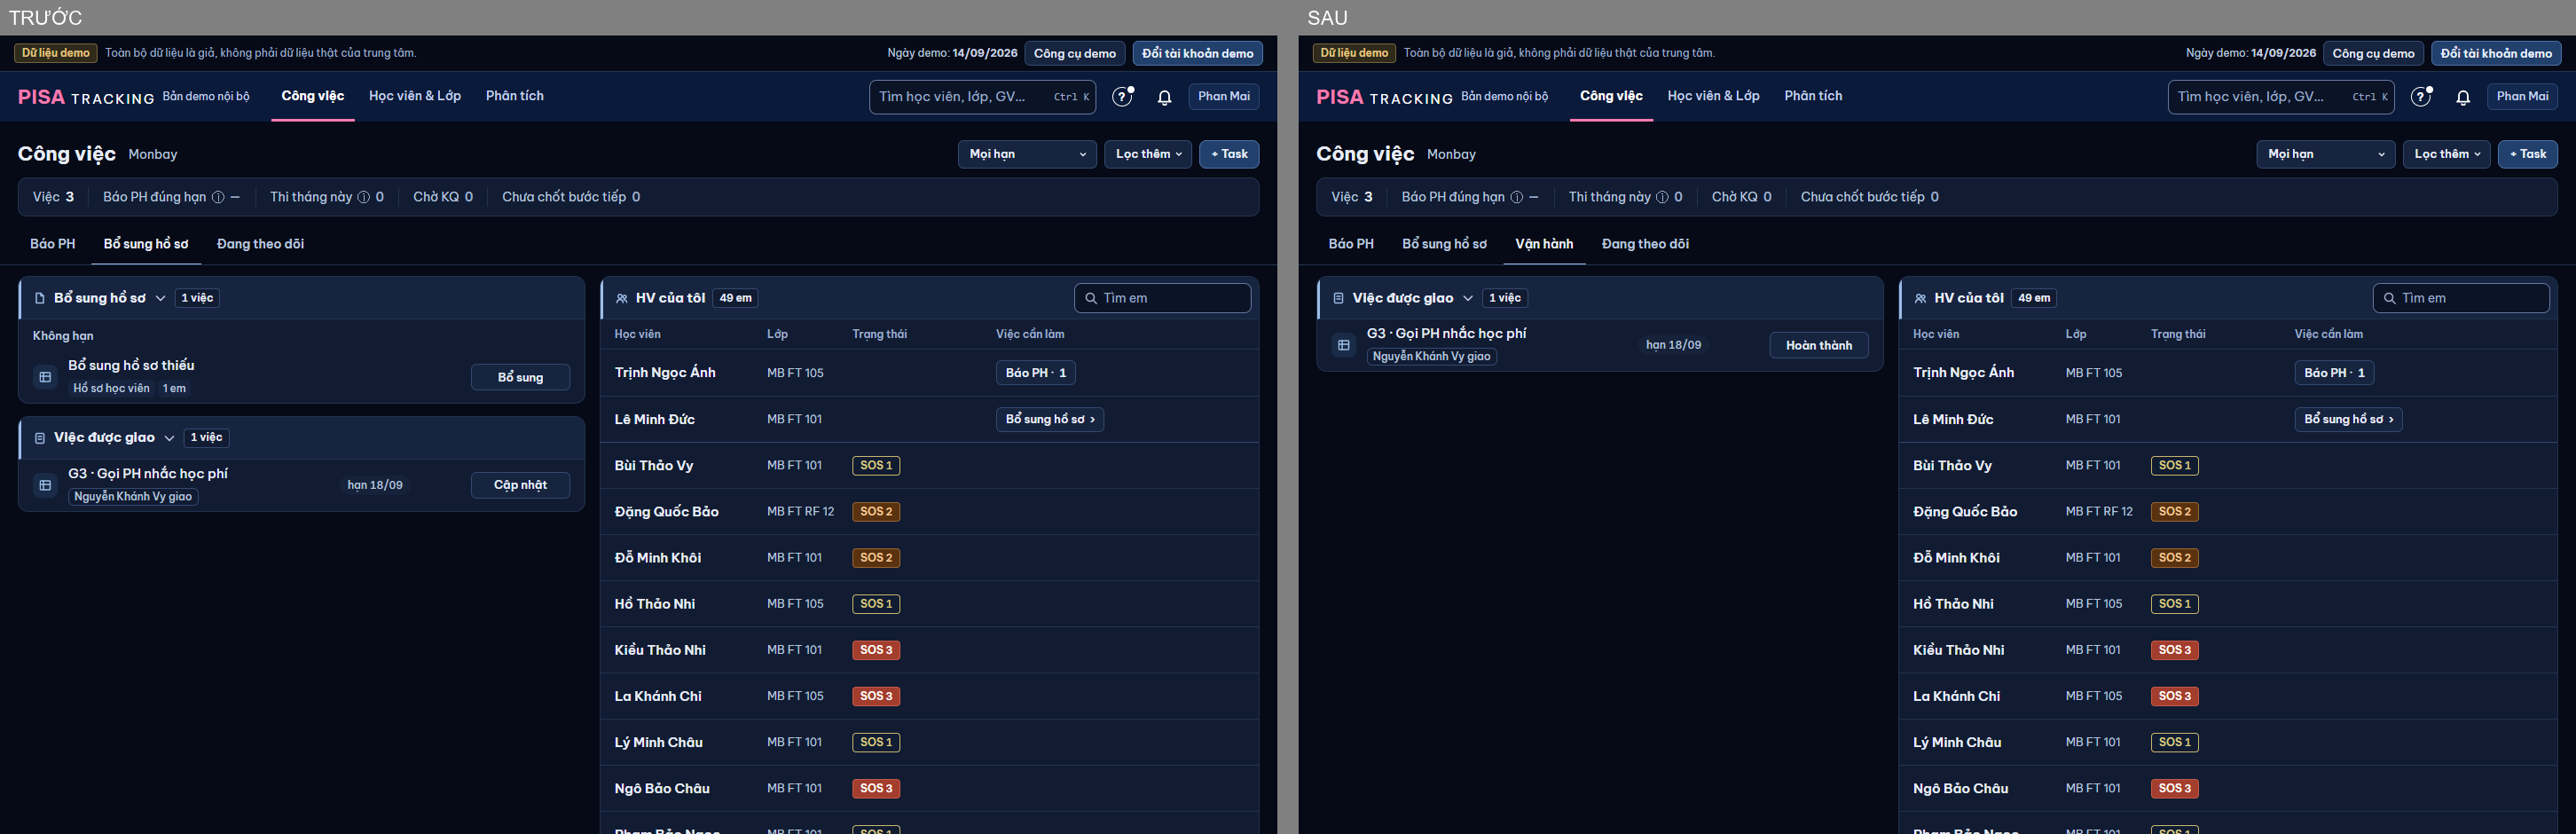 TRƯỚC
Dữ liệu demo Toàn bộ dữ liệu là giả, không phải dữ liệu thật của trung tâm. Ngày demo: 14/09/2026 Công cụ demo Đổi tài khoản demo
PISA TRACKING Bản demo nội bộ Công việc Học viên & Lớp Phân tích Tìm học viên, lớp, GV... Ctrl K ? Phan Mai
Công việc Monbay Mọi hạn Lọc thêm + Task
Việc 3 Báo PH đúng hạn ⓘ — Thi tháng này ⓘ 0 Chờ KQ 0 Chưa chốt bước tiếp 0
Báo PH Bổ sung hồ sơ Đang theo dõi
Bổ sung hồ sơ 1 việc
Không hạn
Bổ sung hồ sơ thiếu
Hồ sơ học viên 1 em
Bổ sung
Việc được giao 1 việc
G3 · Gọi PH nhắc học phí
Nguyễn Khánh Vy giao
hạn 18/09
Cập nhật
HV của tôi 49 em Tìm em
Học viên Lớp Trạng thái Việc cần làm
Trịnh Ngọc Ánh MB FT 105 Báo PH · 1
Lê Minh Đức MB FT 101 Bổ sung hồ sơ ›
Bùi Thảo Vy MB FT 101 SOS 1
Đặng Quốc Bảo MB FT RF 12 SOS 2
Đỗ Minh Khôi MB FT 101 SOS 2
Hồ Thảo Nhi MB FT 105 SOS 1
Kiều Thảo Nhi MB FT 101 SOS 3
La Khánh Chi MB FT 105 SOS 3
Lý Minh Châu MB FT 101 SOS 1
Ngô Bảo Châu MB FT 101 SOS 3
SAU
Dữ liệu demo Toàn bộ dữ liệu là giả, không phải dữ liệu thật của trung tâm. Ngày demo: 14/09/2026 Công cụ demo Đổi tài khoản demo
PISA TRACKING Bản demo nội bộ Công việc Học viên & Lớp Phân tích Tìm học viên, lớp, GV... Ctrl K ? Phan Mai
Công việc Monbay Mọi hạn Lọc thêm + Task
Việc 3 Báo PH đúng hạn ⓘ — Thi tháng này ⓘ 0 Chờ KQ 0 Chưa chốt bước tiếp 0
Báo PH Bổ sung hồ sơ Vận hành Đang theo dõi
Việc được giao 1 việc
G3 · Gọi PH nhắc học phí
Nguyễn Khánh Vy giao
hạn 18/09
Hoàn thành
HV của tôi 49 em Tìm em
Học viên Lớp Trạng thái Việc cần làm
Trịnh Ngọc Ánh MB FT 105 Báo PH · 1
Lê Minh Đức MB FT 101 Bổ sung hồ sơ ›
Bùi Thảo Vy MB FT 101 SOS 1
Đặng Quốc Bảo MB FT RF 12 SOS 2
Đỗ Minh Khôi MB FT 101 SOS 2
Hồ Thảo Nhi MB FT 105 SOS 1
Kiều Thảo Nhi MB FT 101 SOS 3
La Khánh Chi MB FT 105 SOS 3
Lý Minh Châu MB FT 101 SOS 1
Ngô Bảo Châu MB FT 101 SOS 3